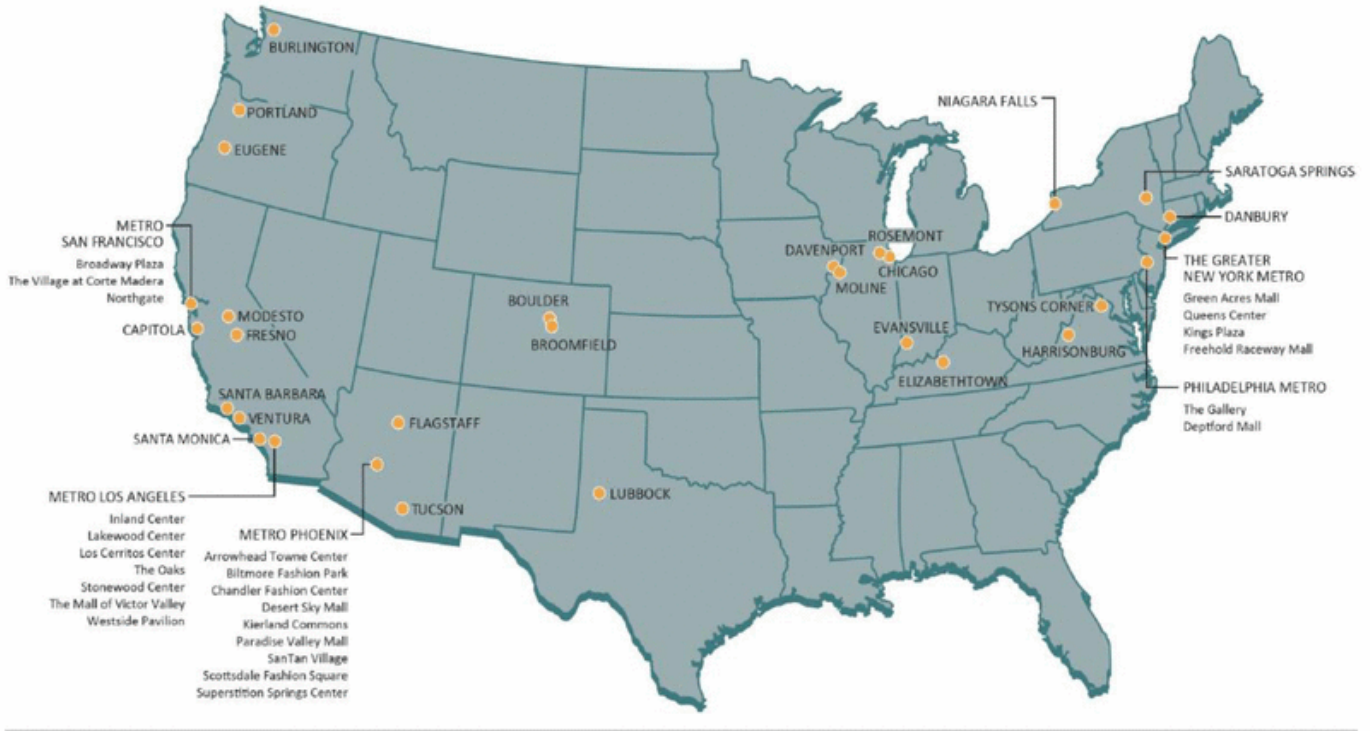 BURLINGTON
PORTLAND
EUGENE
METRO
SAN FRANCISCO
Broadway Plaza
The Village at Corte Madera
Northgate
MODESTO
CAPITOLA
FRESNO
SANTA BARBARA
VENTURA
SANTA MONICA
METRO LOS ANGELES
Inland Center
Lakewood Center
Los Cerritos Center
The Oaks
Stonewood Center
The Mall of Victor Valley
Westside Pavilion
FLAGSTAFF
TUCSON
METRO PHOENIX
Arrowhead Towne Center
Biltmore Fashion Park
Chandler Fashion Center
Desert Sky Mall
Kierland Commons
Paradise Valley Mall
SanTan Village
Scottsdale Fashion Square
Superstition Springs Center
BOULDER
BROOMFIELD
LUBBOCK
DAVENPORT
MOLINE
ROSEMONT
CHICAGO
EVANSVILLE
ELIZABETHTOWN
NIAGARA FALLS
SARATOGA SPRINGS
DANBURY
THE GREATER
NEW YORK METRO
Green Acres Mall
Queens Center
Kings Plaza
Freehold Raceway Mall
TYSONS CORNER
HARRISONBURG
PHILADELPHIA METRO
The Gallery
Deptford Mall